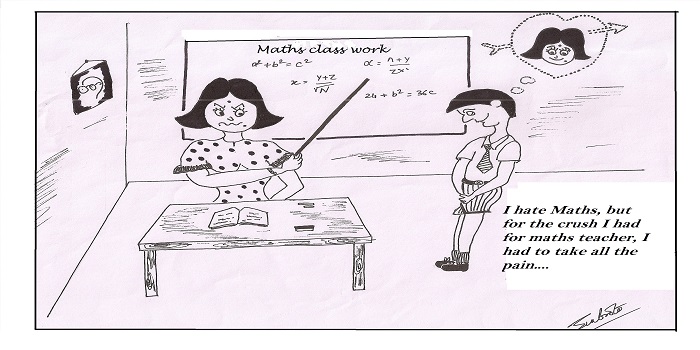 Maths class work
a² + b² = c²
α = n+y
zx
x = y+z
√N
24 + b² = 36c
I hate Maths, but
for the crush I had
for maths teacher, I
had to take all the
pain....